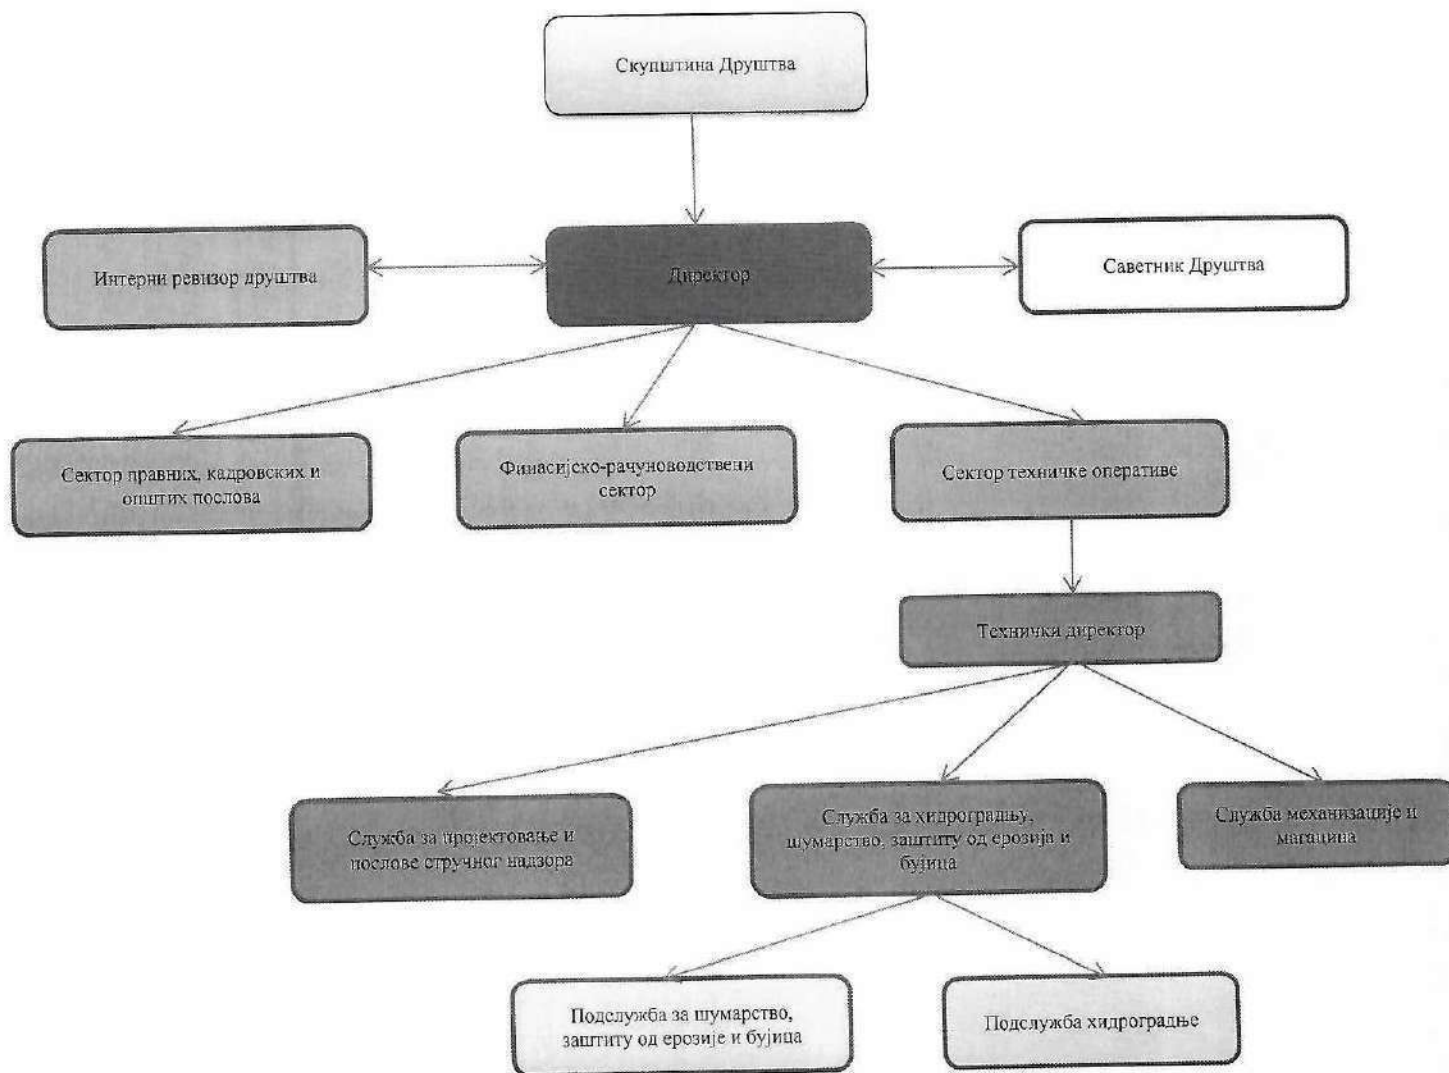 Скупштина Друштва
Интерни ревизор друштва
Директор
Саветник Друштва
Сектор правних, кадровских и
општих послова
Финасијско-рачуноводствени
сектор
Сектор техничке оперативе
Технички директор
Служба за пројектовање и
послове стручног надзора
Служба за хидроградњу,
шумарство, заштиту од ерозија и
бујица
Служба механизације и
магацина
Подслужба за шумарство,
заштиту од ерозије и бујица
Подслужба хидроградње